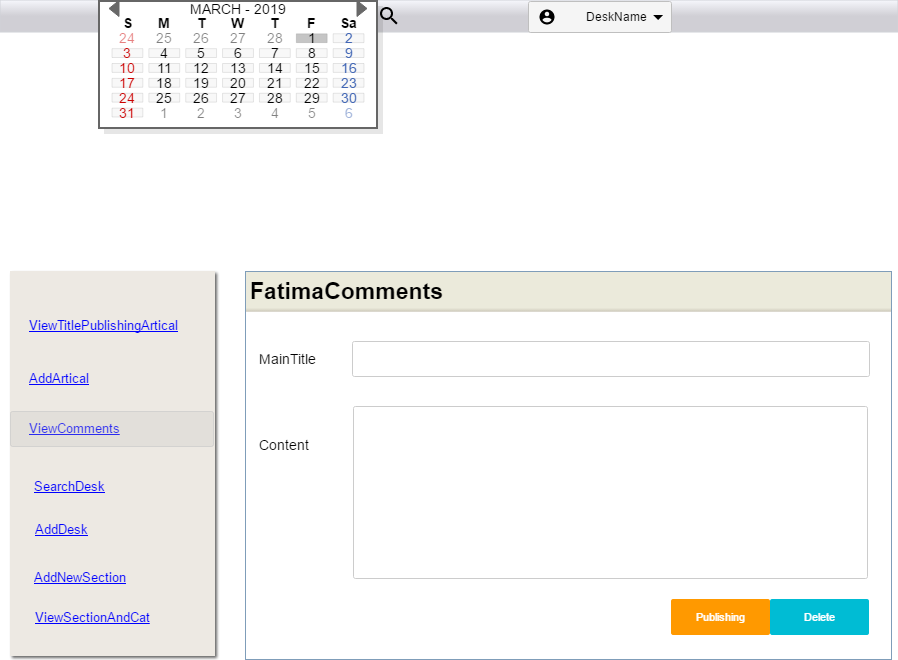 MARCH - 2019
S M T W T F Sa
24 25 26 27 28 1 2
3 4 5 6 7 8 9
10 11 12 13 14 15 16
17 18 19 20 21 22 23
24 25 26 27 28 29 30
31 1 2 3 4 5 6
DeskName
ViewTitlePublishingArtical
AddArtical
ViewComments
SearchDesk
AddDesk
AddNewSection
ViewSectionAndCat
FatimaComments
MainTitle
Content
Publishing Delete